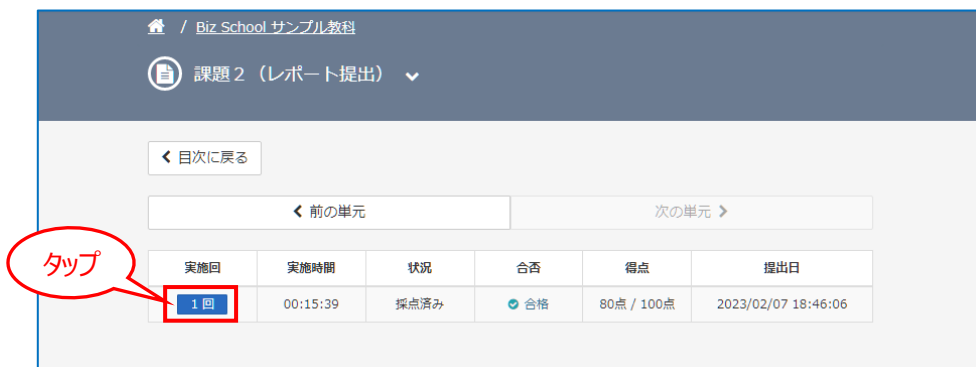 / Biz School サンプル教科
課題２（レポート提出）
目次に戻る
前の単元 次の単元
タップ
実施回 実施時間 状況 合否 得点 提出日
1 回 00:15:39 採点済み 合格 80点 / 100点 2023/02/07 18:46:06